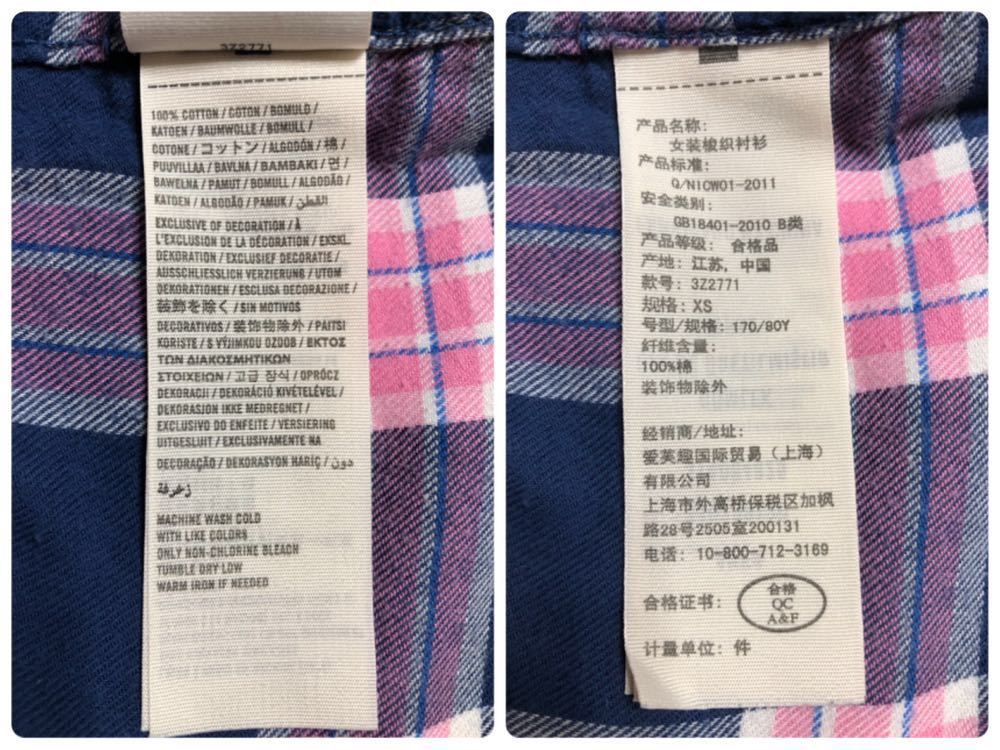 3Z2771
100% COTTON / COTON / BOMULD /
KATOEN / BAUMWOLLE / BOMULL /
COTONE / コットン / ALGODÓN / 棉 /
PUUVILLAA / BAVLNA / BAMBAKI / 면 /
BAWEŁNA / PAMUT / BOMULL / ALGODÃO /
KATOEN / ALGODÃO / PAMUK / القطن
EXCLUSIVE OF DECORATION / À
L'EXCLUSION DE LA DÉCORATION / EKSKL.
DEKORATION / EXCLUSIEF DECORATIE /
AUSSCHLIESSLICH VERZIERUNG / UTOM
DEKORATIONEN / ESCLUSA DECORAZIONE /
装飾を除く / SIN MOTIVOS
DECORATIVOS / 装饰物除外 / PAITSI
KORISTE / S VÝJIMKOU OZDOB / ΕΚΤΟΣ
ΤΩΝ ΔΙΑΚΟΣΜΗΤΙΚΩΝ
ΣΤΟΙΧΕΙΩΝ / 고급 장식 / OPRÓCZ
DEKORACJI / DEKORÁCIÓ KIVÉTELÉVEL /
DEKORASJON IKKE MEDREGNET /
EXCLUSIVO DO ENFEITE / VERSIERING
UITGESLUIT / EXCLUSIVAMENTE NA
DECORAÇÃO / DEKORASYON HARIÇ / دون
زخرفة
MACHINE WASH COLD
WITH LIKE COLORS
ONLY NON-CHLORINE BLEACH
TUMBLE DRY LOW
WARM IRON IF NEEDED
产品名称:
女装梭织衬衫
产品标准:
Q/NICW01-2011
安全类别:
GB18401-2010 B类
产品等级: 合格品
产地: 江苏, 中国
款号: 3Z2771
规格: XS
号型/规格: 170/80Y
纤维含量:
100%棉
装饰物除外
经销商/地址:
爱芙趣国际贸易（上海）
有限公司
上海市外高桥保税区加枫
路28号2505室200131
电话: 10-800-712-3169
合格证书:
合格
QC
A&F
计量单位: 件